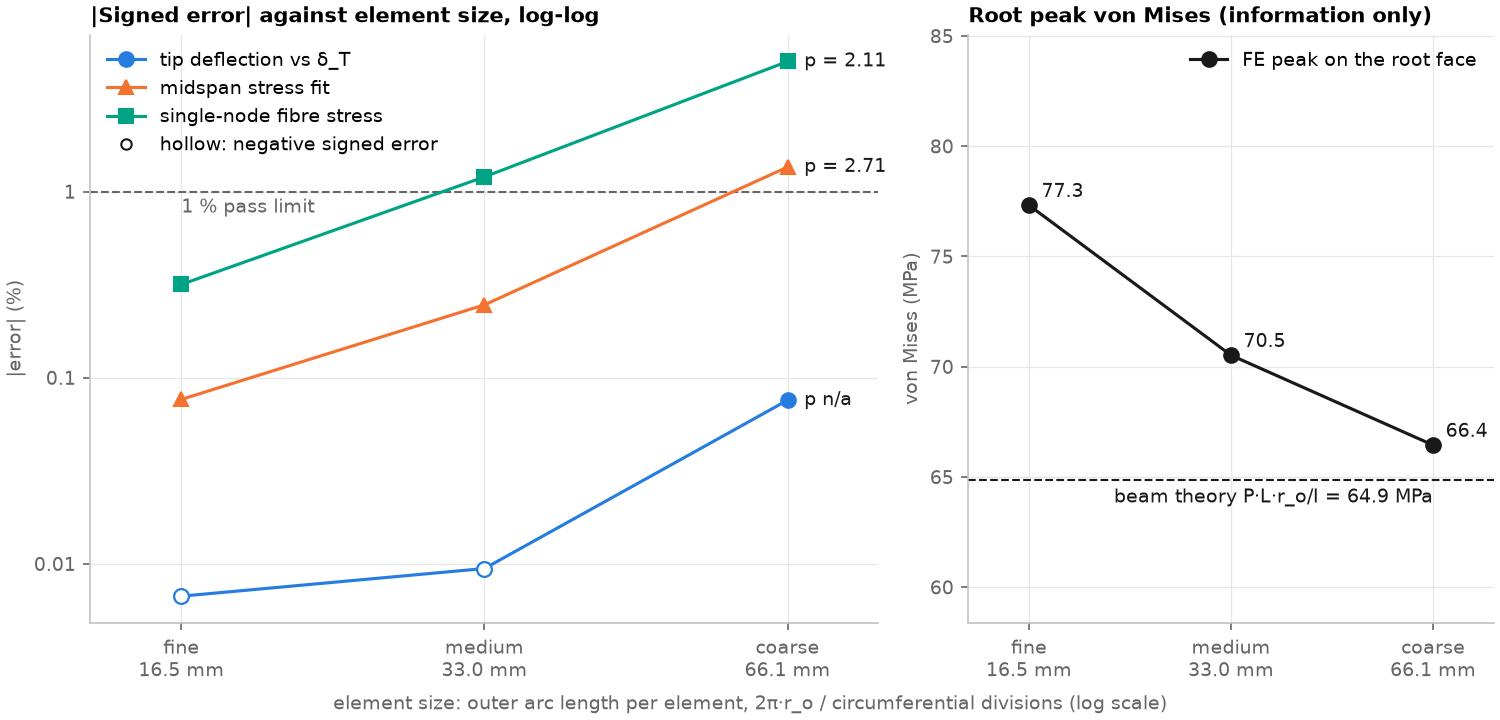 |Signed error| against element size, log-log
tip deflection vs δ_T
midspan stress fit
single-node fibre stress
hollow: negative signed error
p = 2.11
p = 2.71
p n/a
1 % pass limit
1
0.1
0.01
|error| (%)
fine
16.5 mm
medium
33.0 mm
coarse
66.1 mm
Root peak von Mises (information only)
FE peak on the root face
85
80
75
70
65
60
von Mises (MPa)
77.3
70.5
66.4
beam theory P·L·r_o/I = 64.9 MPa
fine
16.5 mm
medium
33.0 mm
coarse
66.1 mm
element size: outer arc length per element, 2π·r_o / circumferential divisions (log scale)